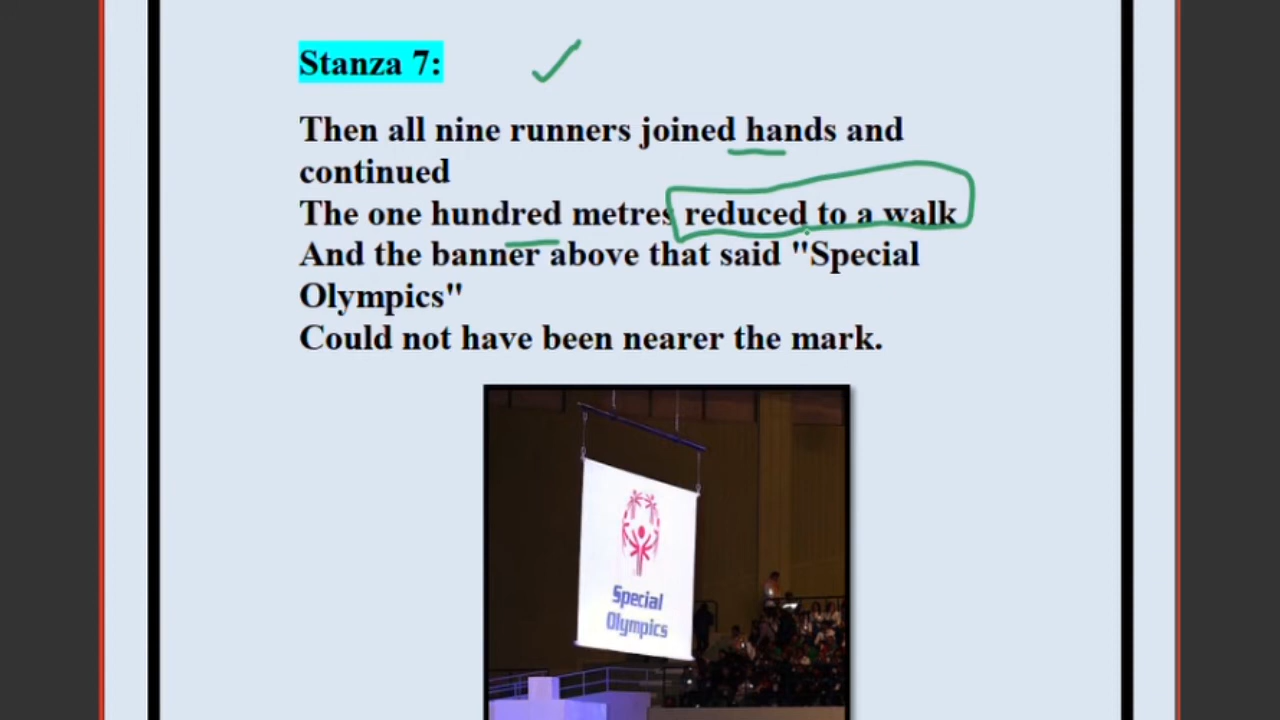 Stanza 7:
Then all nine runners joined hands and
continued
The one hundred metres reduced to a walk
And the banner above that said "Special
Olympics"
Could not have been nearer the mark.
Special
Olympics